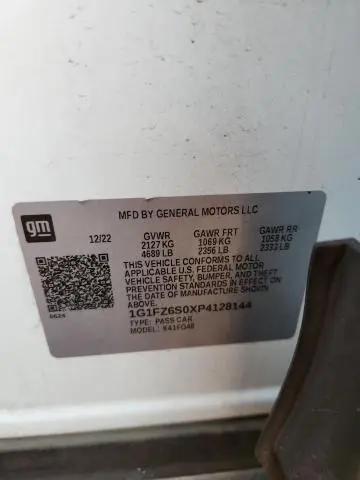 gm
MFD BY GENERAL MOTORS LLC
12/22 GVWR GAWR FRT GAWR RR
2127 KG 1069 KG 1058 KG
4689 LB 2356 LB 2333 LB
THIS VEHICLE CONFORMS TO ALL
APPLICABLE U.S. FEDERAL MOTOR
VEHICLE SAFETY, BUMPER, AND THEFT
PREVENTION STANDARDS IN EFFECT ON
THE DATE OF MANUFACTURE SHOWN
ABOVE.
1G1FZ6S0XP4128144
TYPE: PASS CAR
MODEL: K41FG48
0624